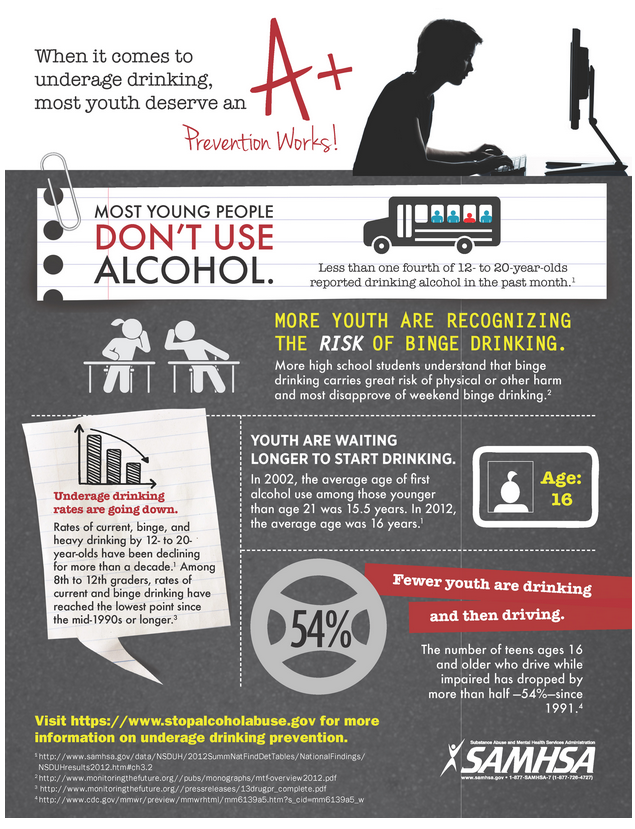 When it comes to
underage drinking,
most youth deserve an
A+
Prevention Works!
MOST YOUNG PEOPLE
DON'T USE
ALCOHOL.
Less than one fourth of 12- to 20-year-olds
reported drinking alcohol in the past month.1
MORE YOUTH ARE RECOGNIZING
THE RISK OF BINGE DRINKING.
More high school students understand that binge
drinking carries great risk of physical or other harm
and most disapprove of weekend binge drinking.2
Underage drinking
rates are going down.
Rates of current, binge, and
heavy drinking by 12- to 20-
year-olds have been declining
for more than a decade.1 Among
8th to 12th graders, rates of
current and binge drinking have
reached the lowest point since
the mid-1990s or longer.3
YOUTH ARE WAITING
LONGER TO START DRINKING.
In 2002, the average age of first
alcohol use among those younger
than age 21 was 15.5 years. In 2012,
the average age was 16 years.1
Age:
16
54%
Fewer youth are drinking
and then driving.
The number of teens ages 16
and older who drive while
impaired has dropped by
more than half —54%—since
1991.4
Visit https://www.stopalcoholabuse.gov for more
information on underage drinking prevention.
1 http://www.samhsa.gov/data/NSDUH/2012SummNatFindDetTables/NationalFindings/
NSDUHresults2012.htm#ch3.2
2 http://www.monitoringthefuture.org//pubs/monographs/mtf-overview2012.pdf
3 http://www.monitoringthefuture.org//pressreleases/13drugpr_complete.pdf
4 http://www.cdc.gov/mmwr/preview/mmwrhtml/mm6139a5.htm?s_cid=mm6139a5_w
Substance Abuse and Mental Health Services Administration
SAMHSA
www.samhsa.gov • 1-877-SAMHSA-7 (1-877-726-4727)